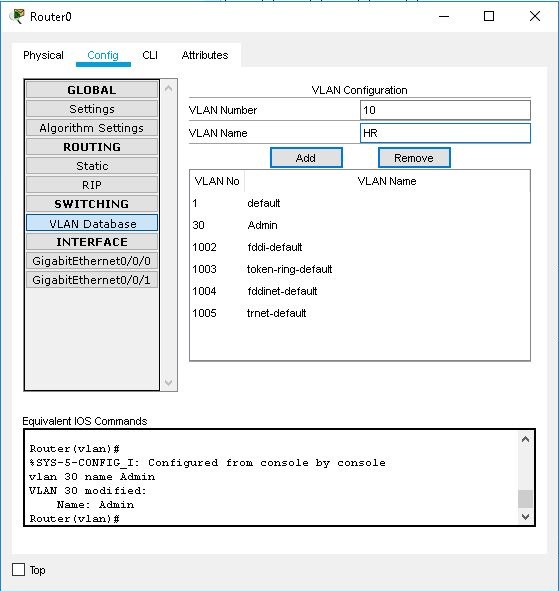 Router0
Physical Config CLI Attributes
GLOBAL
Settings
Algorithm Settings
ROUTING
Static
RIP
SWITCHING
VLAN Database
INTERFACE
GigabitEthernet0/0/0
GigabitEthernet0/0/1
VLAN Configuration
VLAN Number 10
VLAN Name HR
Add Remove
VLAN No VLAN Name
1 default
30 Admin
1002 fddi-default
1003 token-ring-default
1004 fddinet-default
1005 trnet-default
Equivalent IOS Commands
Router(vlan)#
%SYS-5-CONFIG_I: Configured from console by console
vlan 30 name Admin
VLAN 30 modified:
Name: Admin
Router(vlan)#
Top